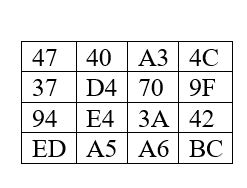 47 40 A3 4C
37 D4 70 9F
94 E4 3A 42
ED A5 A6 BC